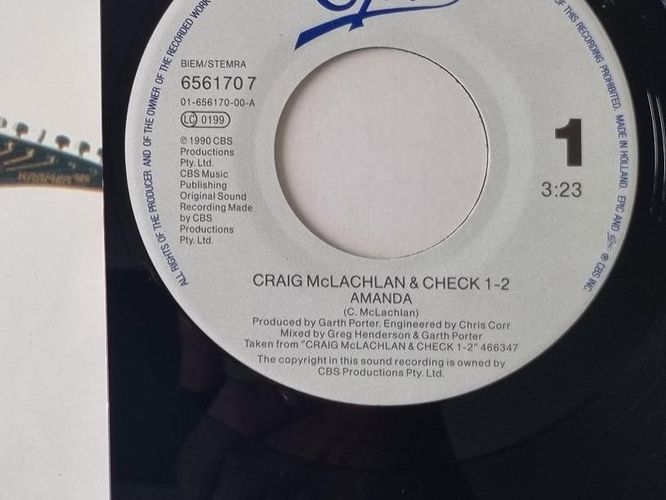 BIEM/STEMRA
656170 7
01-656170-00-A
LC 0199
℗ 1990 CBS
Productions
Pty. Ltd.
CBS Music
Publishing
Original Sound
Recording Made
by CBS
Productions
Pty. Ltd.
1
3:23
CRAIG McLACHLAN & CHECK 1-2
AMANDA
(C. McLachlan)
Produced by Garth Porter. Engineered by Chris Corr
Mixed by Greg Henderson & Garth Porter
Taken from "CRAIG McLACHLAN & CHECK 1-2" 466347
The copyright in this sound recording is owned by
CBS Productions Pty. Ltd.
ALL RIGHTS OF THE PRODUCER AND OF THE OWNER OF THE RECORDED WORK
OF THIS RECORDING PROHIBITED. MADE IN HOLLAND. EPIC AND Epic ® CBS INC.